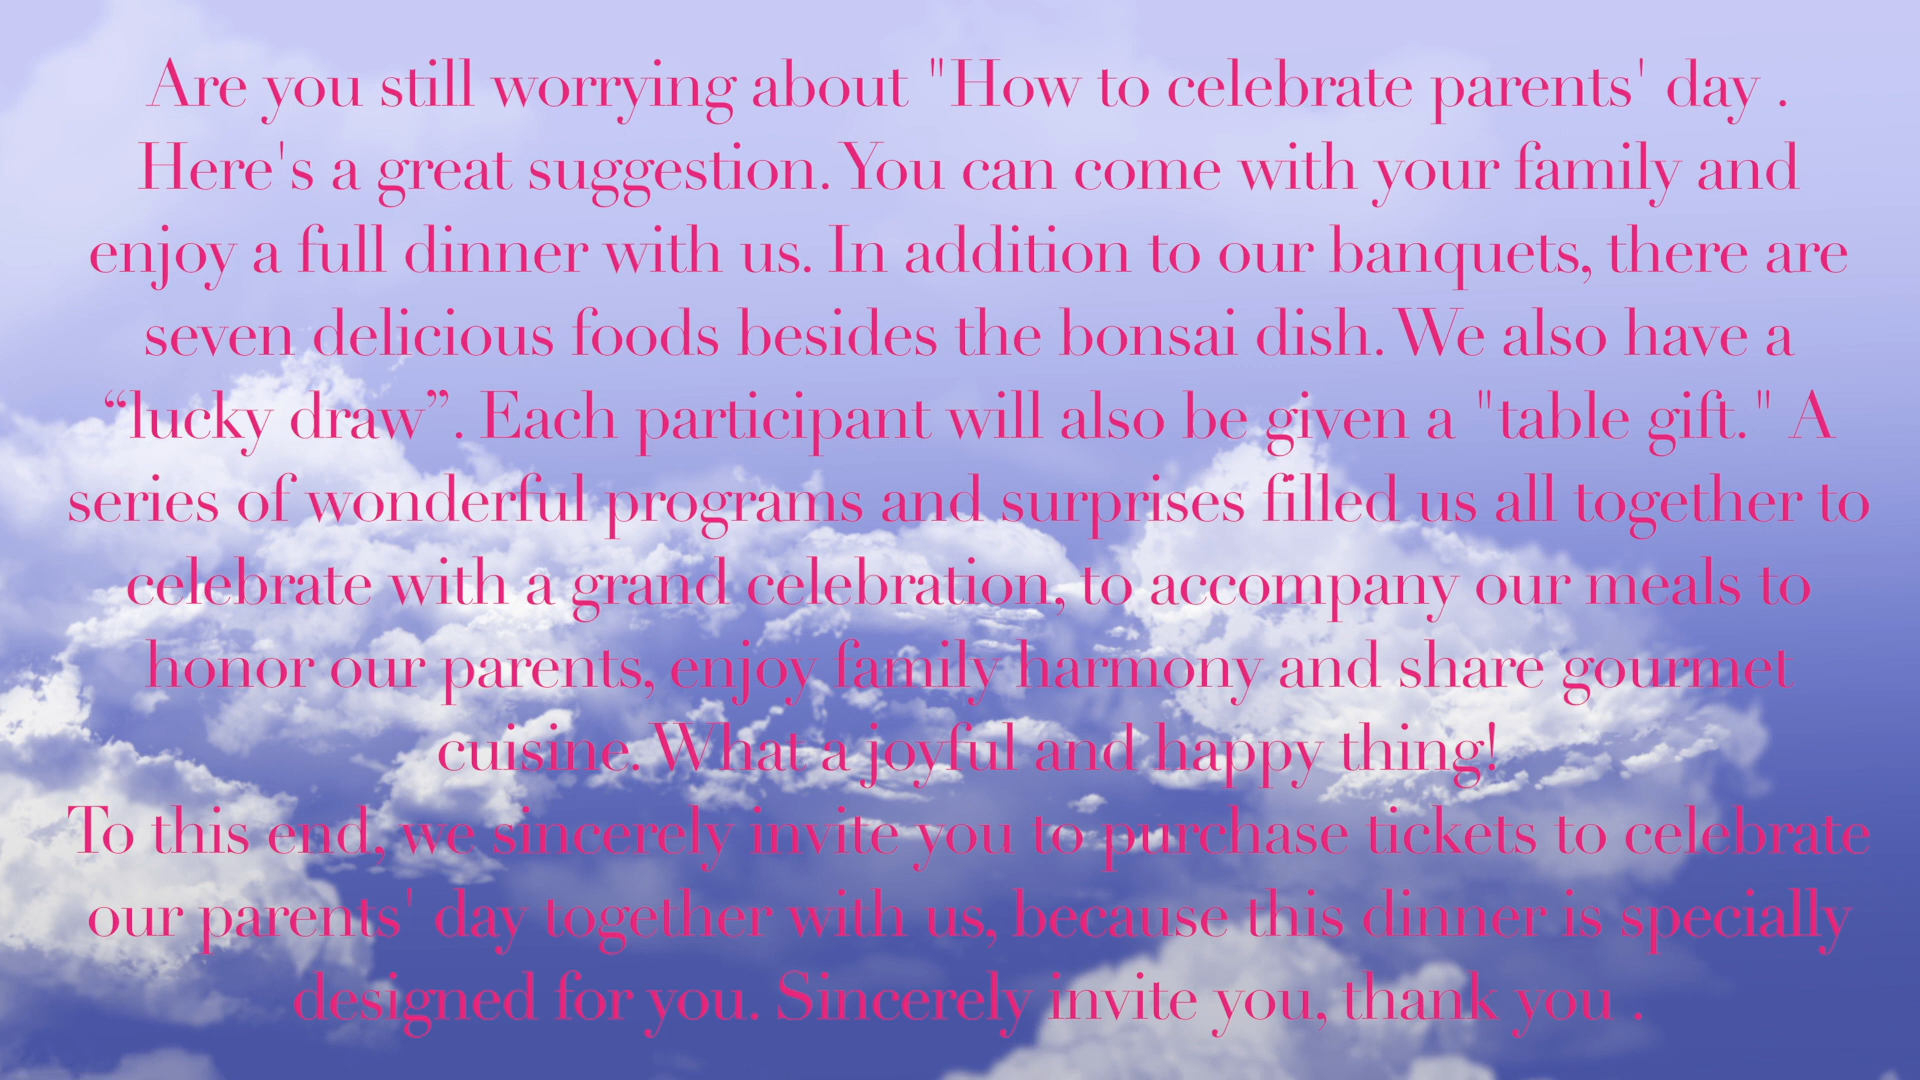 Are you still worrying about "How to celebrate parents' day .
Here's a great suggestion. You can come with your family and
enjoy a full dinner with us. In addition to our banquets, there are
seven delicious foods besides the bonsai dish. We also have a
“lucky draw”. Each participant will also be given a "table gift." A
series of wonderful programs and surprises filled us all together to
celebrate with a grand celebration, to accompany our meals to
honor our parents, enjoy family harmony and share gourmet
cuisine. What a joyful and happy thing!
To this end, we sincerely invite you to purchase tickets to celebrate
our parents' day together with us, because this dinner is specially
designed for you. Sincerely invite you, thank you .